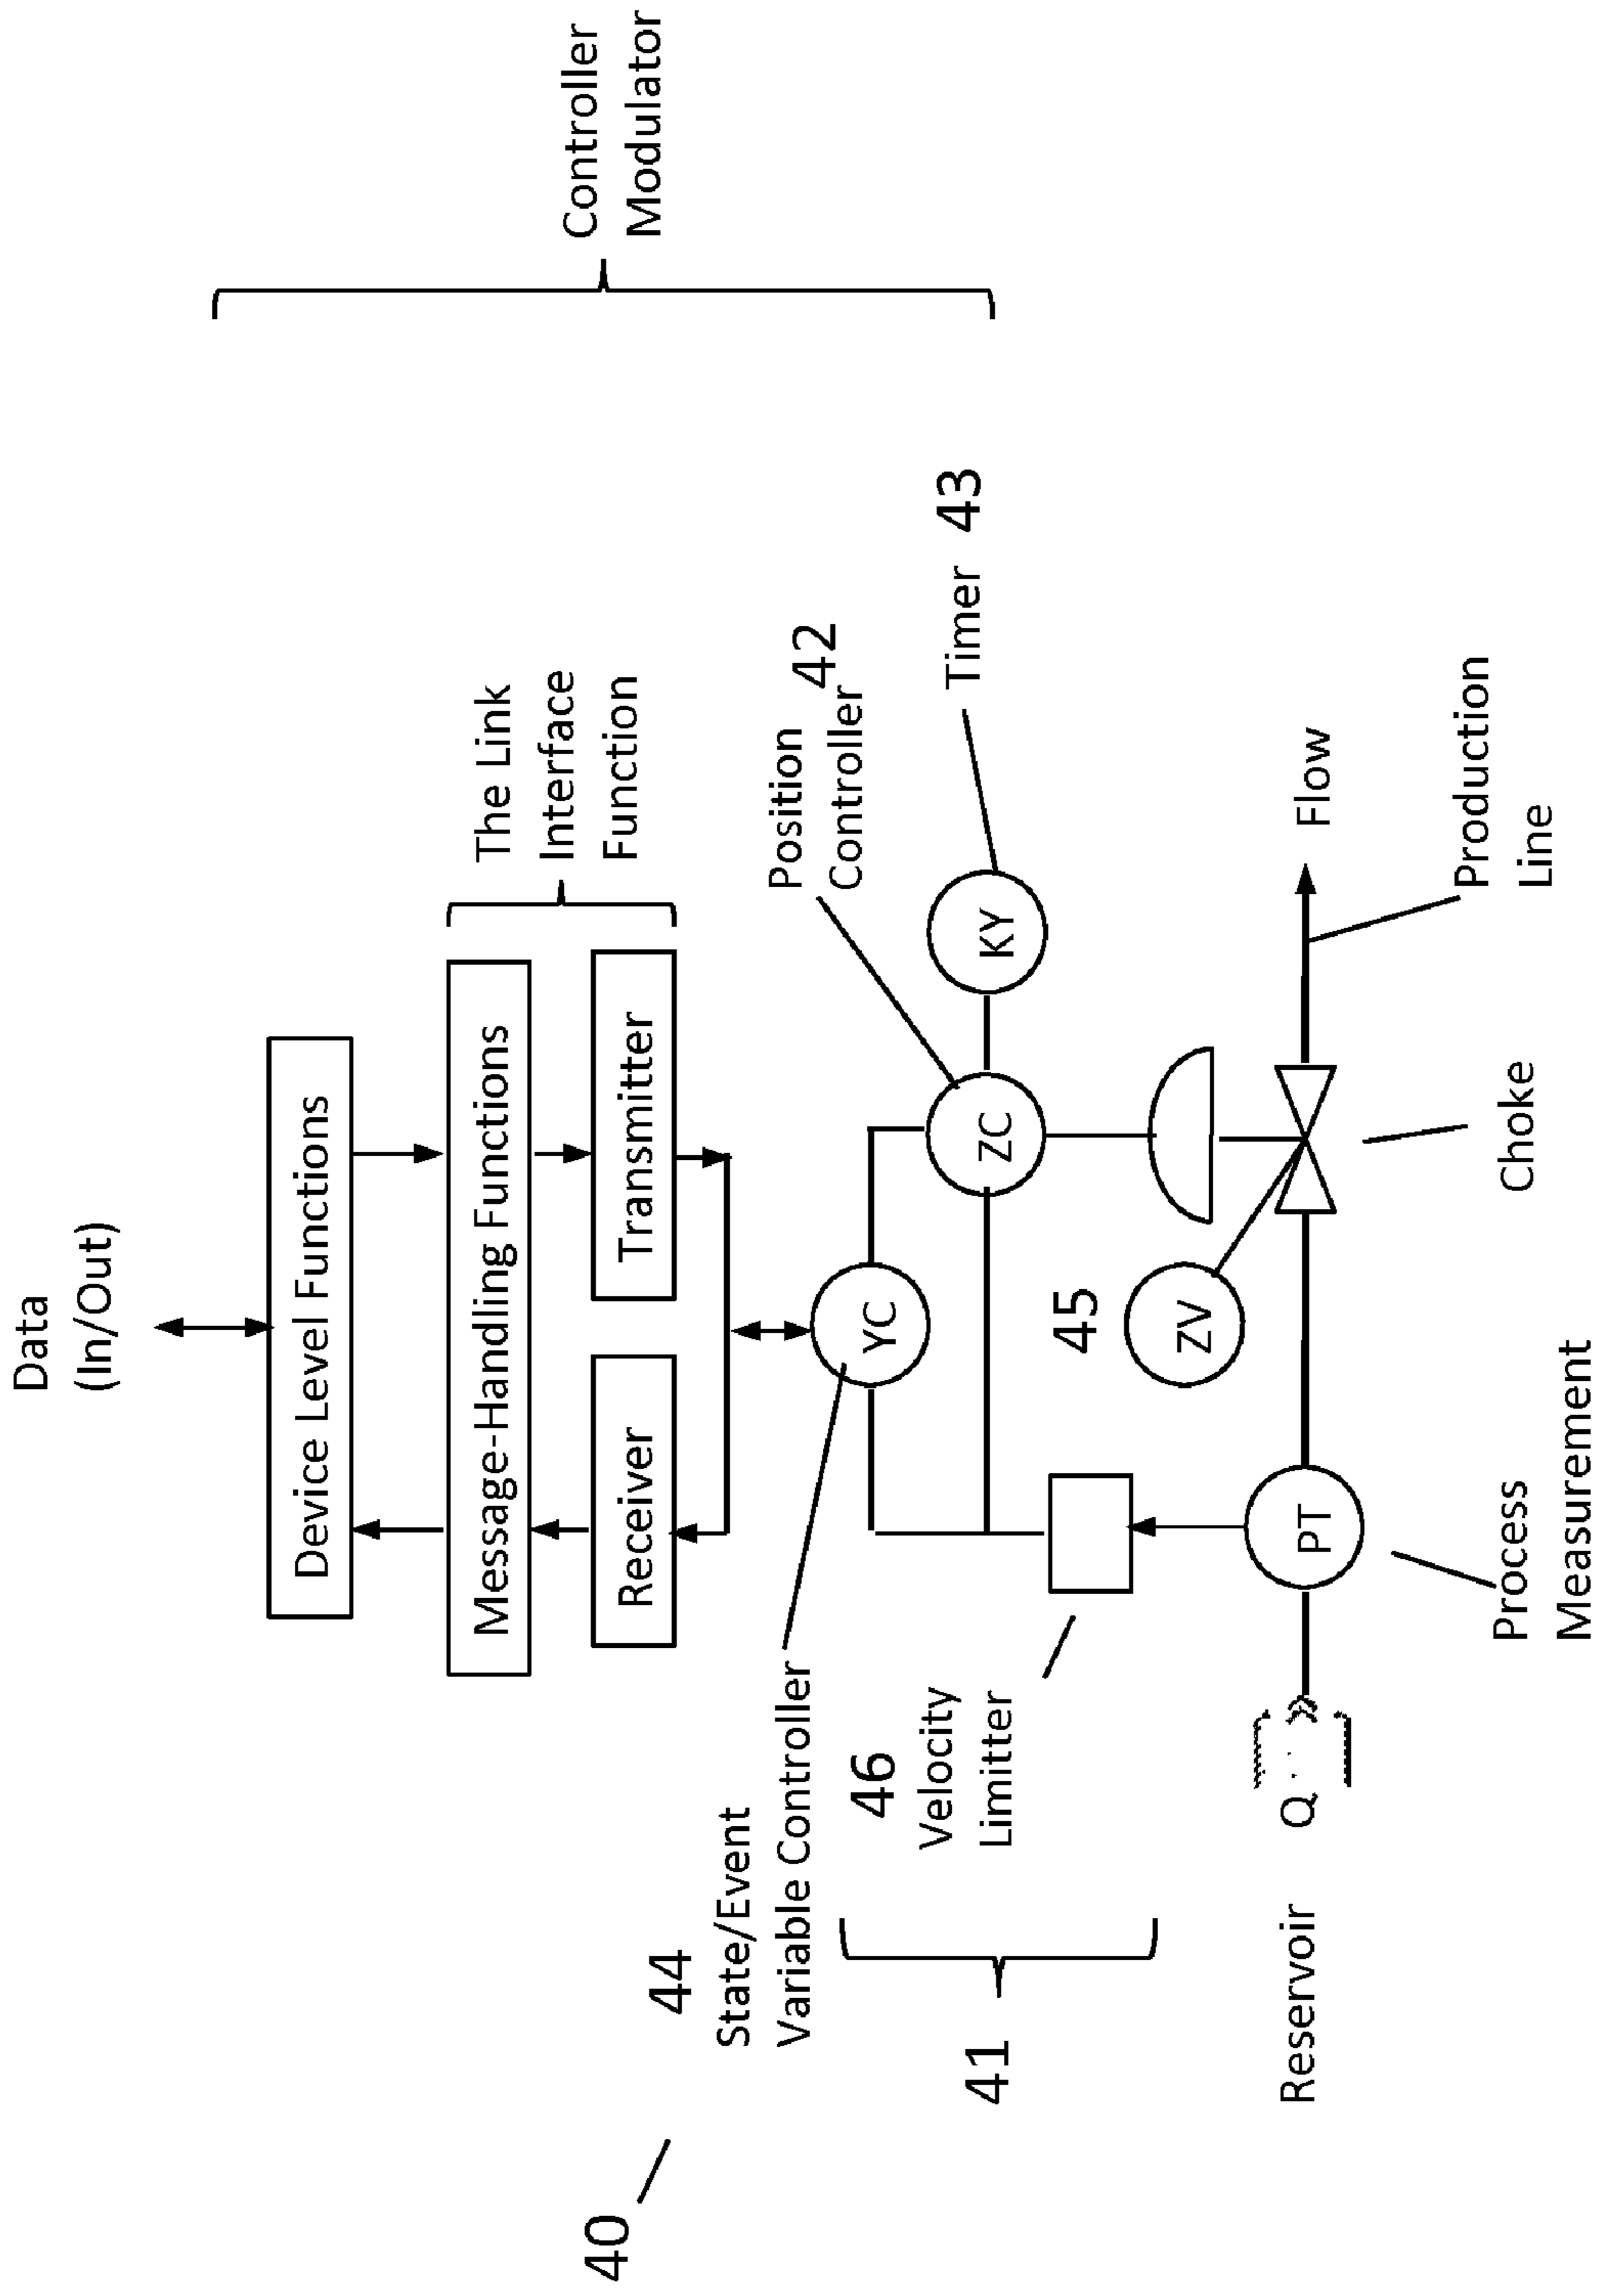 Data
(In/Out)
Device Level Functions
Message-Handling Functions
Receiver
Transmitter
The Link
Interface
Function
Controller
Modulator
40
44
State/Event
Variable Controller
YC
Position
Controller
42
46
Velocity
Limitter
41
ZC
KY
Timer 43
45
ZV
Reservoir
Q
PT
Flow
Process
Measurement
Choke
Production
Line